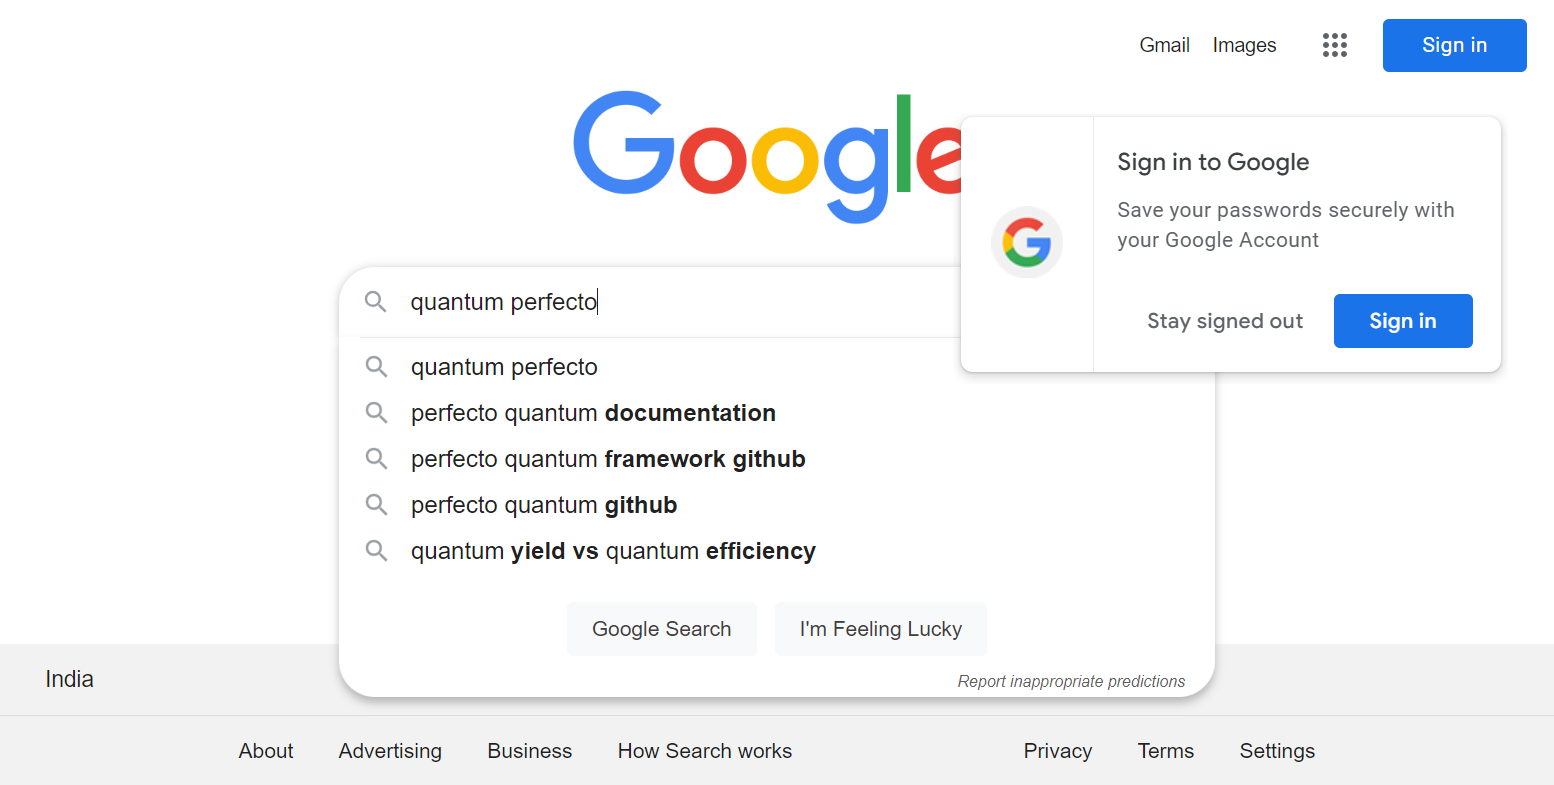 Gmail Images Sign in
Google
Sign in to Google
Save your passwords securely with
your Google Account
Stay signed out Sign in
quantum perfecto
quantum perfecto
perfecto quantum documentation
perfecto quantum framework github
perfecto quantum github
quantum yield vs quantum efficiency
Google Search I'm Feeling Lucky
Report inappropriate predictions
India
About Advertising Business How Search works Privacy Terms Settings